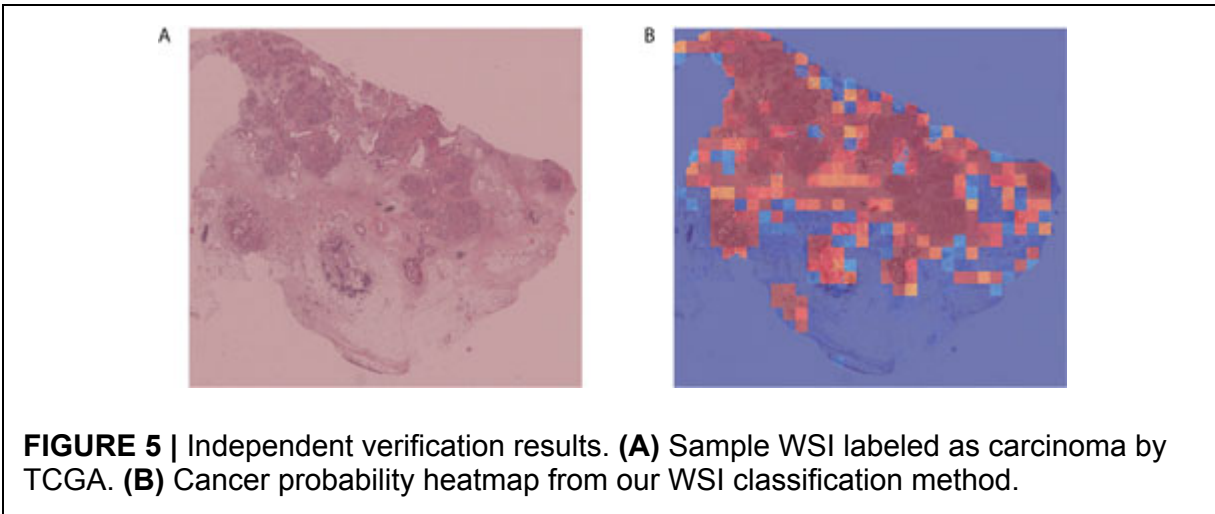 A
B
FIGURE 5 | Independent verification results. (A) Sample WSI labeled as carcinoma by
TCGA. (B) Cancer probability heatmap from our WSI classification method.